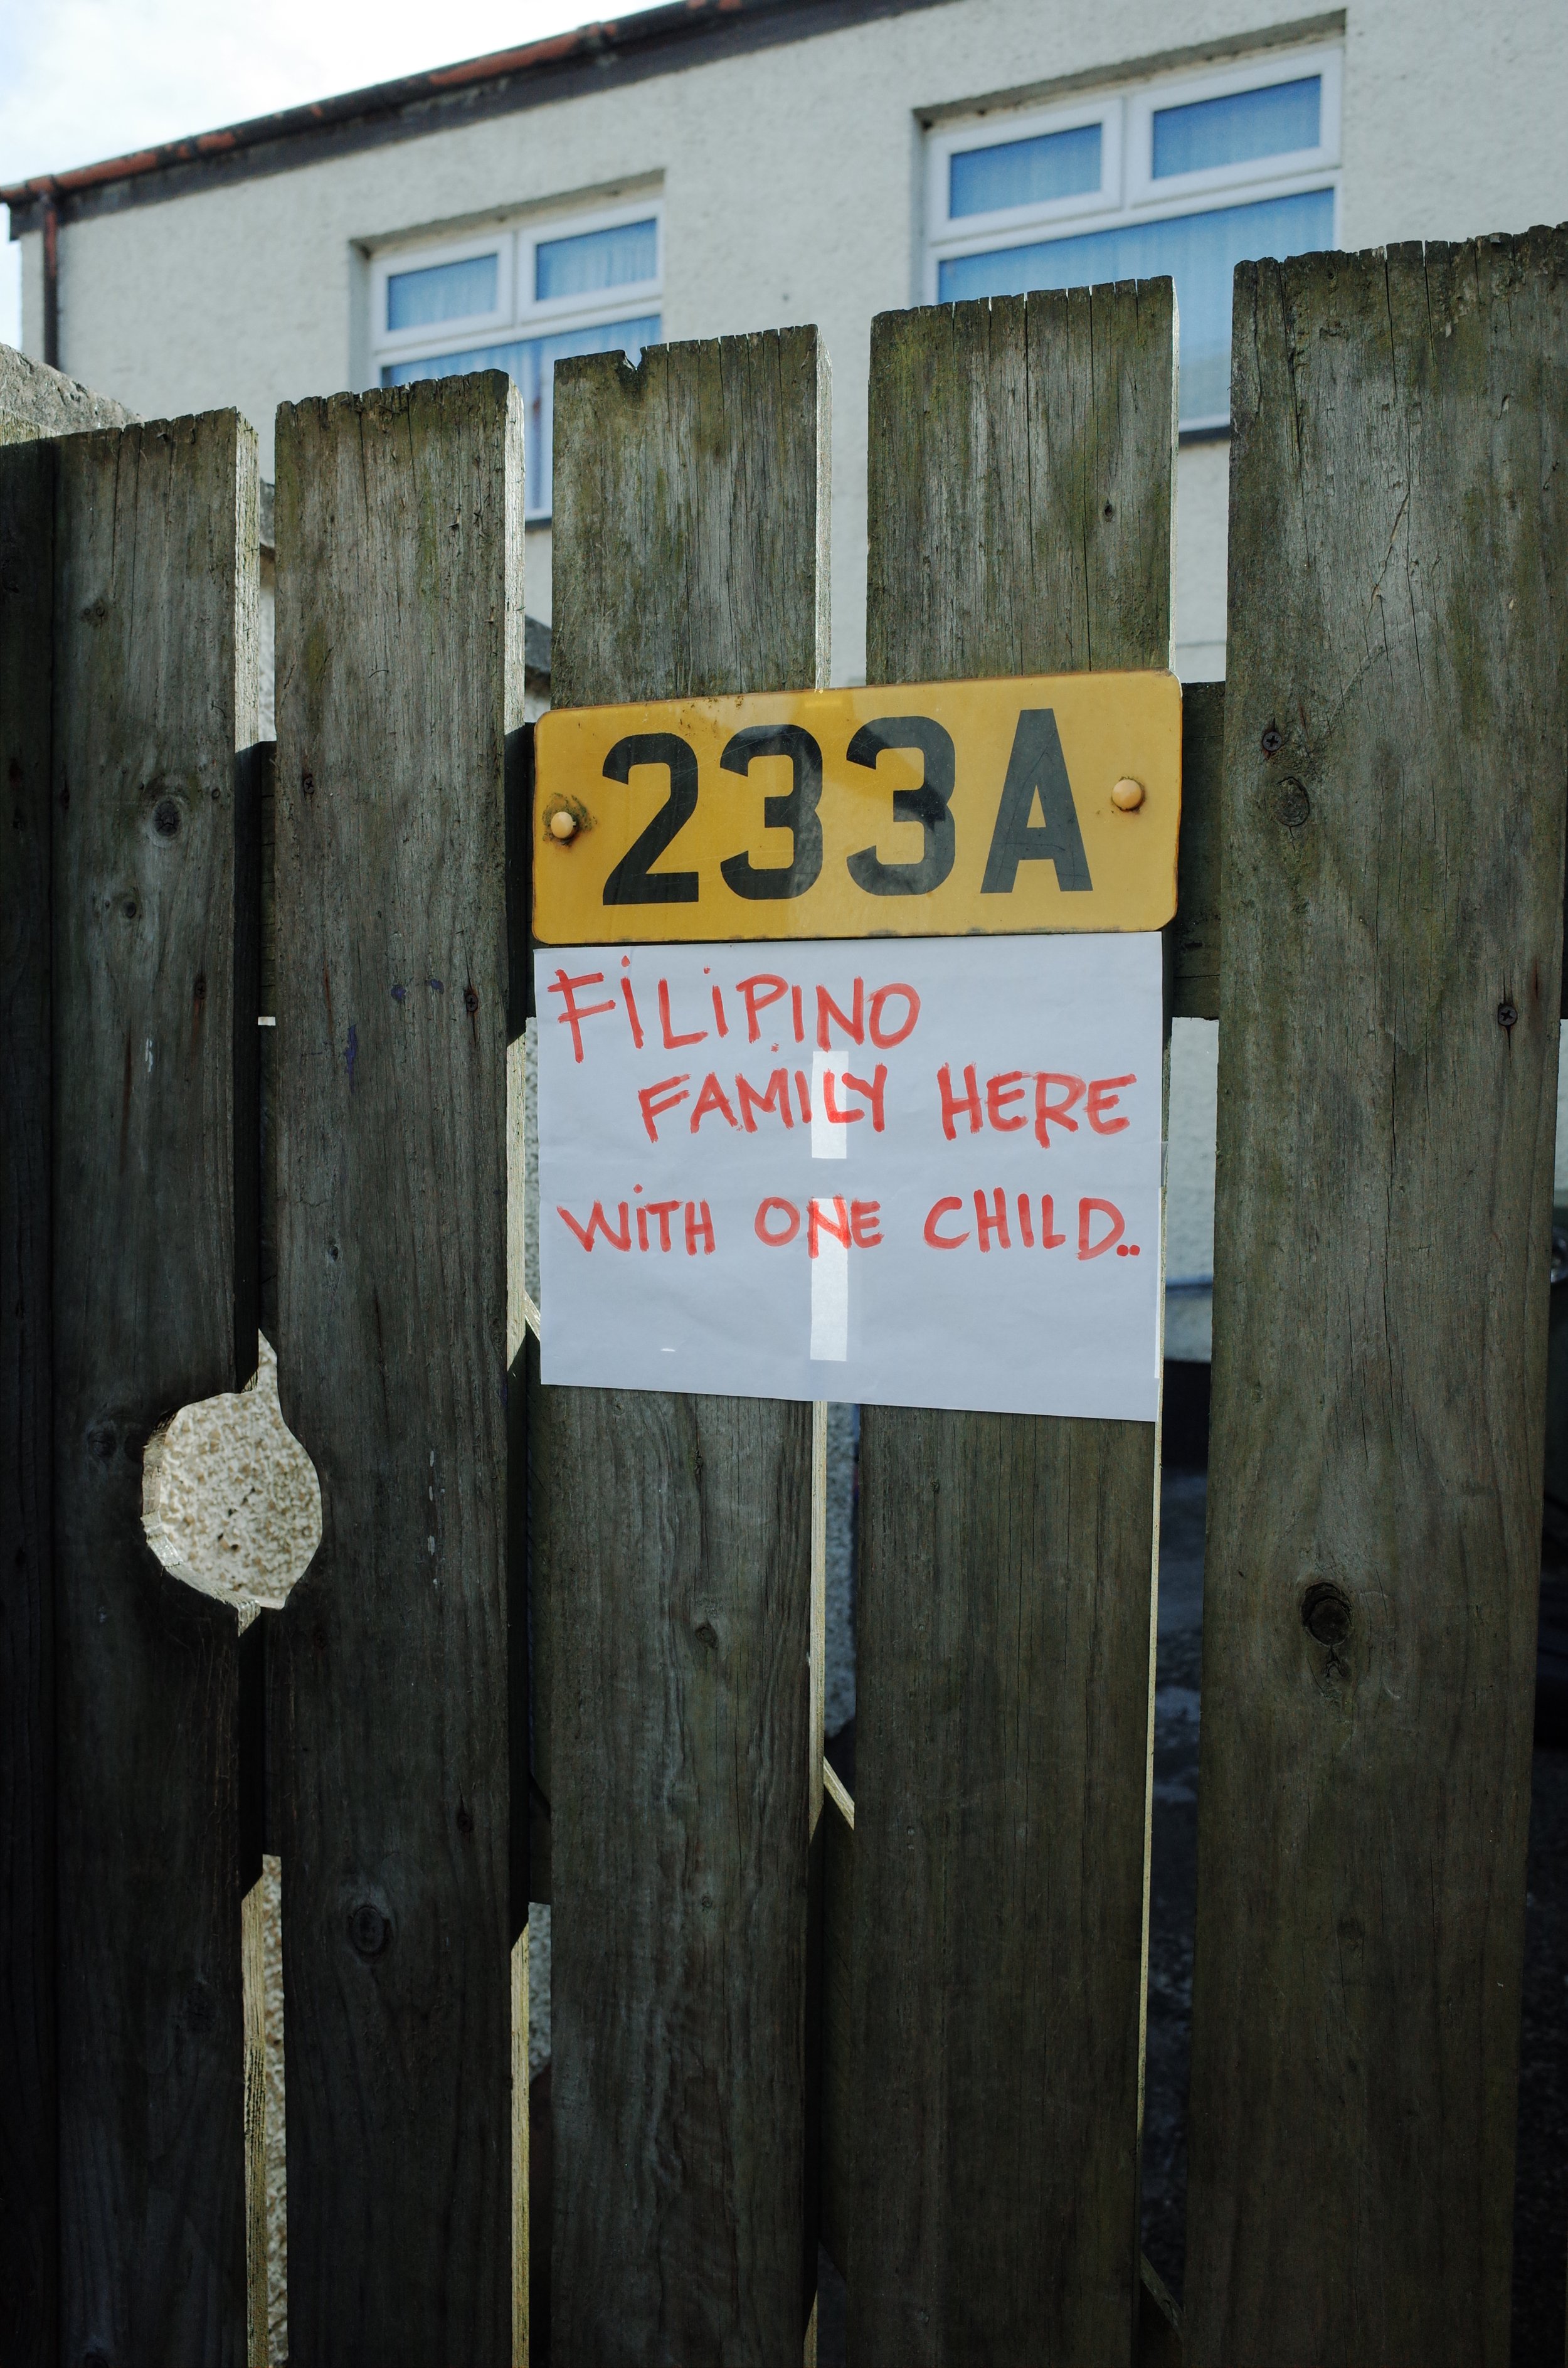 233A
FILIPINO
FAMILY HERE
WITH ONE CHILD..